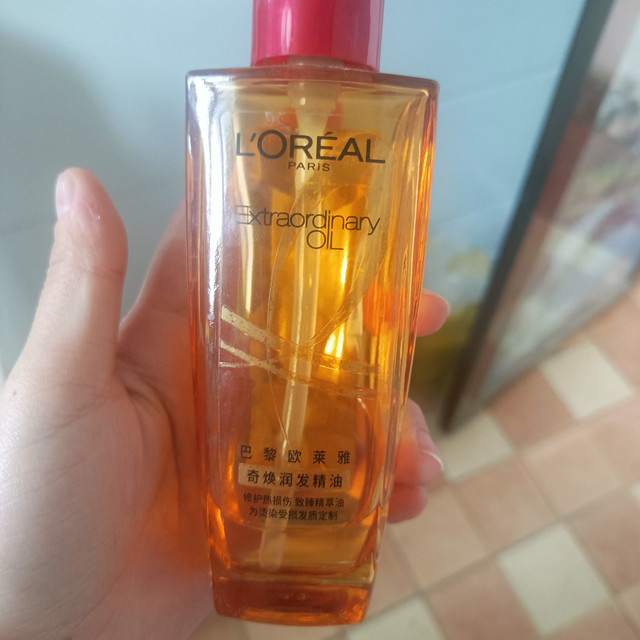 L'ORÉAL
PARIS
Extraordinary
OIL
巴黎欧莱雅
奇焕润发精油
修护热损伤 致臻精萃油
为烫染受损发质定制